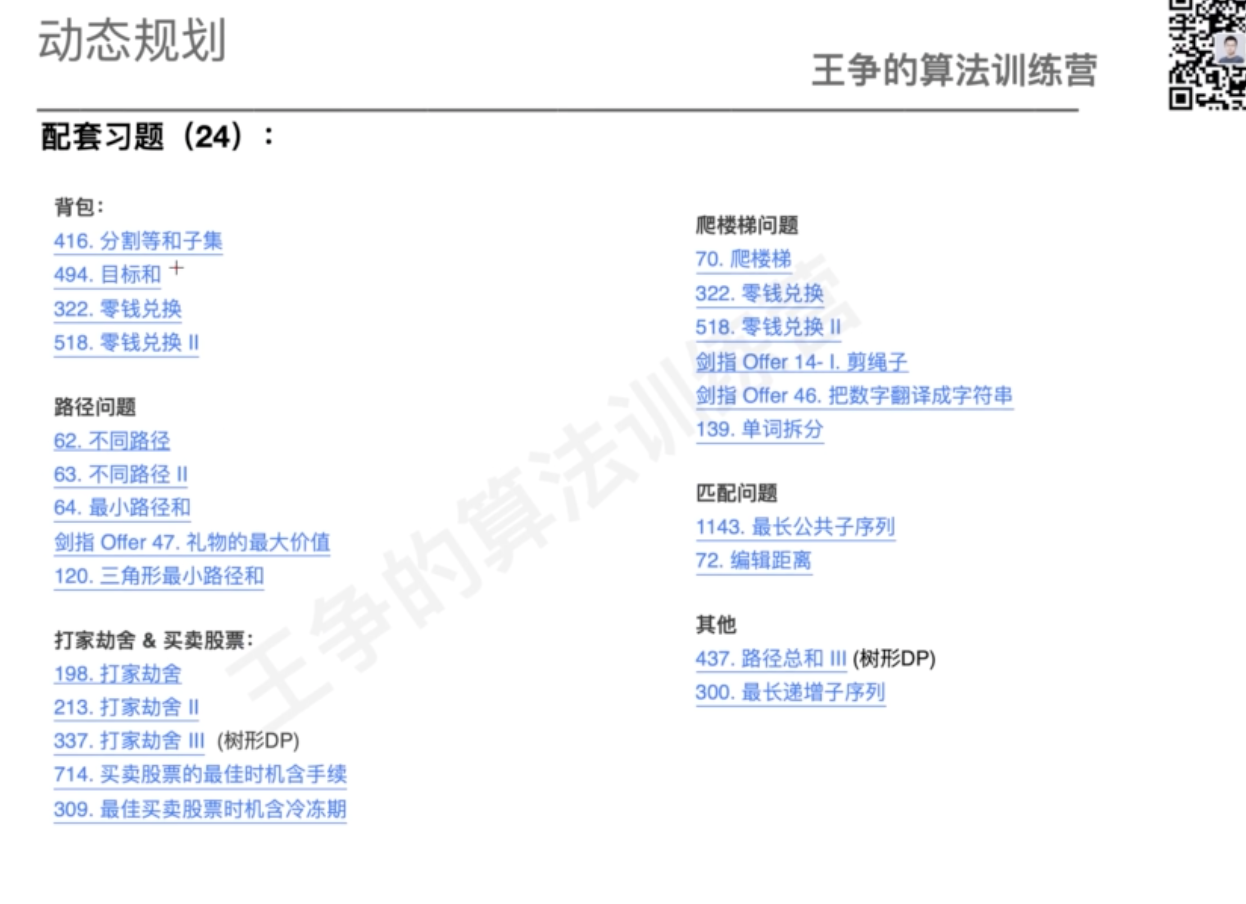 动态规划
王争的算法训练营
配套习题（24）：
背包：
416. 分割等和子集
494. 目标和
322. 零钱兑换
518. 零钱兑换 II
路径问题
62. 不同路径
63. 不同路径 II
64. 最小路径和
剑指 Offer 47. 礼物的最大价值
120. 三角形最小路径和
打家劫舍 & 买卖股票：
198. 打家劫舍
213. 打家劫舍 II
337. 打家劫舍 III (树形DP)
714. 买卖股票的最佳时机含手续
309. 最佳买卖股票时机含冷冻期
爬楼梯问题
70. 爬楼梯
322. 零钱兑换
518. 零钱兑换 II
剑指 Offer 14- I. 剪绳子
剑指 Offer 46. 把数字翻译成字符串
139. 单词拆分
匹配问题
1143. 最长公共子序列
72. 编辑距离
其他
437. 路径总和 III (树形DP)
300. 最长递增子序列
王争的算法训练营